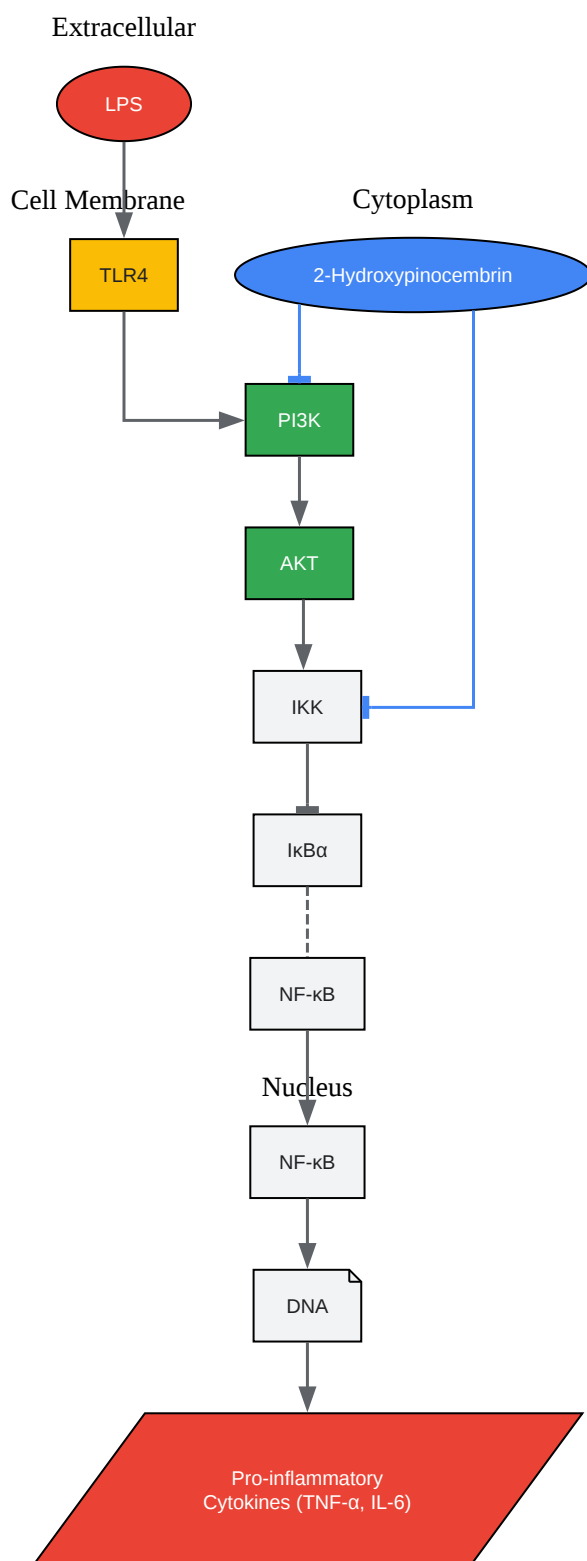 Extracellular
LPS
Cell Membrane
Cytoplasm
TLR4
2-Hydroxypinocembrin
PI3K
AKT
IKK
IκBα
NF-κB
Nucleus
NF-κB
DNA
Pro-inflammatory
Cytokines (TNF-α, IL-6)